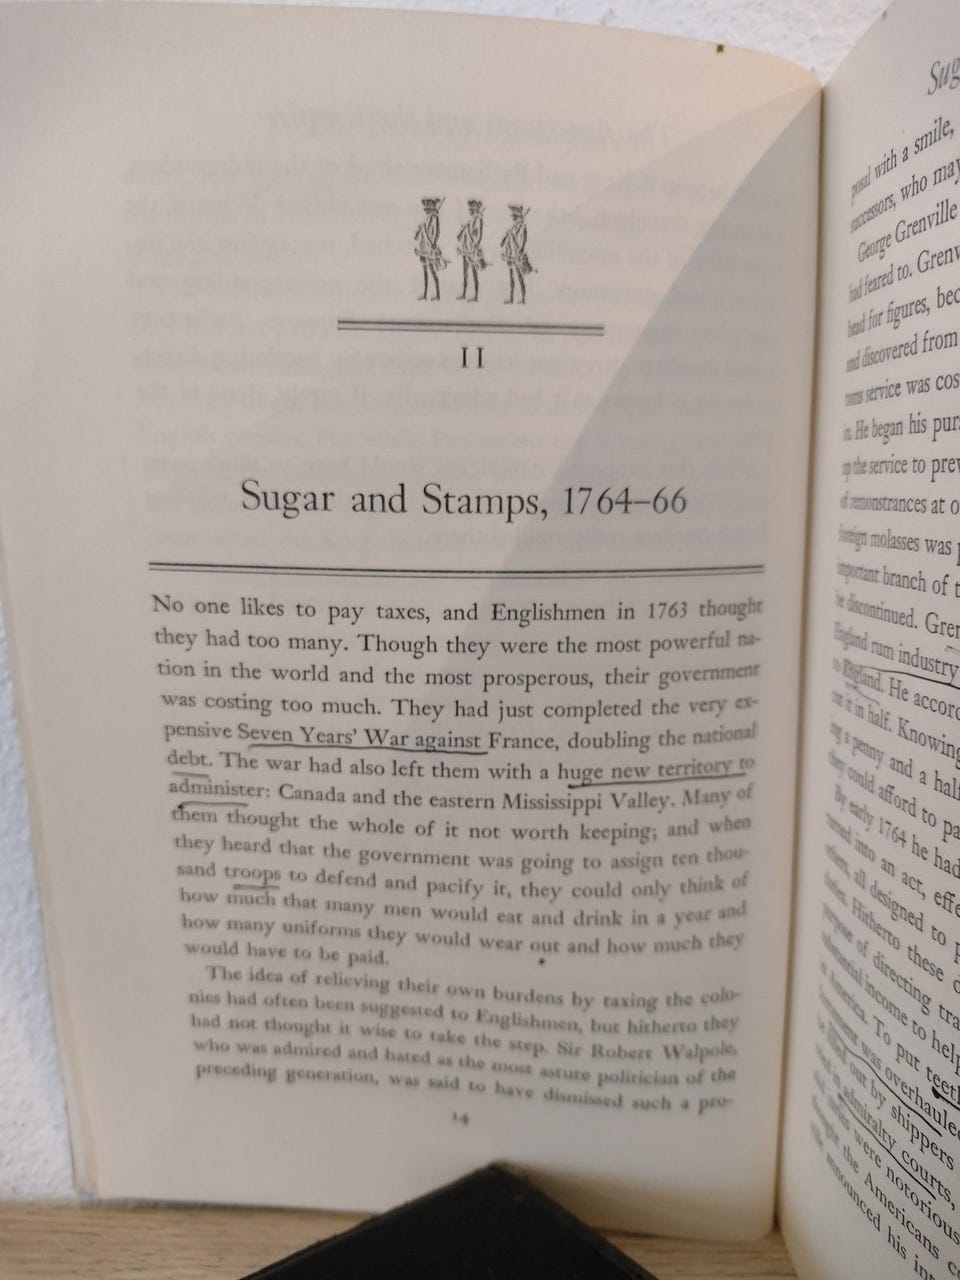 II
Sugar and Stamps, 1764–66
No one likes to pay taxes, and Englishmen in 1763 thought
they had too many. Though they were the most powerful na-
tion in the world and the most prosperous, their government
was costing too much. They had just completed the very ex-
pensive Seven Years' War against France, doubling the national
debt. The war had also left them with a huge new territory to
administer: Canada and the eastern Mississippi Valley. Many of
them thought the whole of it not worth keeping; and when
they heard that the government was going to assign ten thou-
sand troops to defend and pacify it, they could only think of
how much that many men would eat and drink in a year and
how many uniforms they would wear out and how much they
would have to be paid.
The idea of relieving their own burdens by taxing the colo-
nies had often been suggested to Englishmen, but hitherto they
had not thought it wise to take the step. Sir Robert Walpole,
who was admired and hated as the most astute politician of the
preceding generation, was said to have dismissed such a pro-
14
Sug
posal with a smile,
successors, who may
George Grenville
had feared to. Grenv
head for figures, bec
and discovered from
toms service was cos
in. He began his pur
up the service to prev
of remonstrances at o
foreign molasses was p
important branch of t
be discontinued. Gren
England rum industry
to England. He accord
cut it in half. Knowing
ing a penny and a half
they could afford to pa
By early 1764 he had
turned into an act, effe
others, all designed to p
duties. Hitherto these d
purpose of directing tra
substantial income to help
in America. To put teeth
was overhauled
filled out by shippers
in admiralty courts,
juries were notorious
thought the Americans c
announced his int